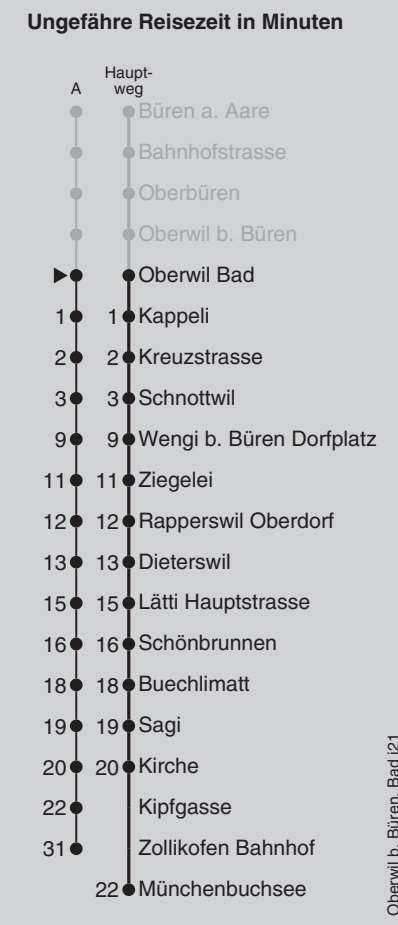 Ungefähre Reisezeit in Minuten
A Haupt-
weg
Büren a. Aare
Bahnhofstrasse
Oberbüren
Oberwil b. Büren
Oberwil Bad
1 1 Kappeli
2 2 Kreuzstrasse
3 3 Schnottwil
9 9 Wengi b. Büren Dorfplatz
11 11 Ziegelei
12 12 Rapperswil Oberdorf
13 13 Dieterswil
15 15 Lätti Hauptstrasse
16 16 Schönbrunnen
18 18 Buechlimatt
19 19 Sagi
20 20 Kirche
22 Kipfgasse
31 Zollikofen Bahnhof
22 Münchenbuchsee
Oberwil b. Büren, Bad j21